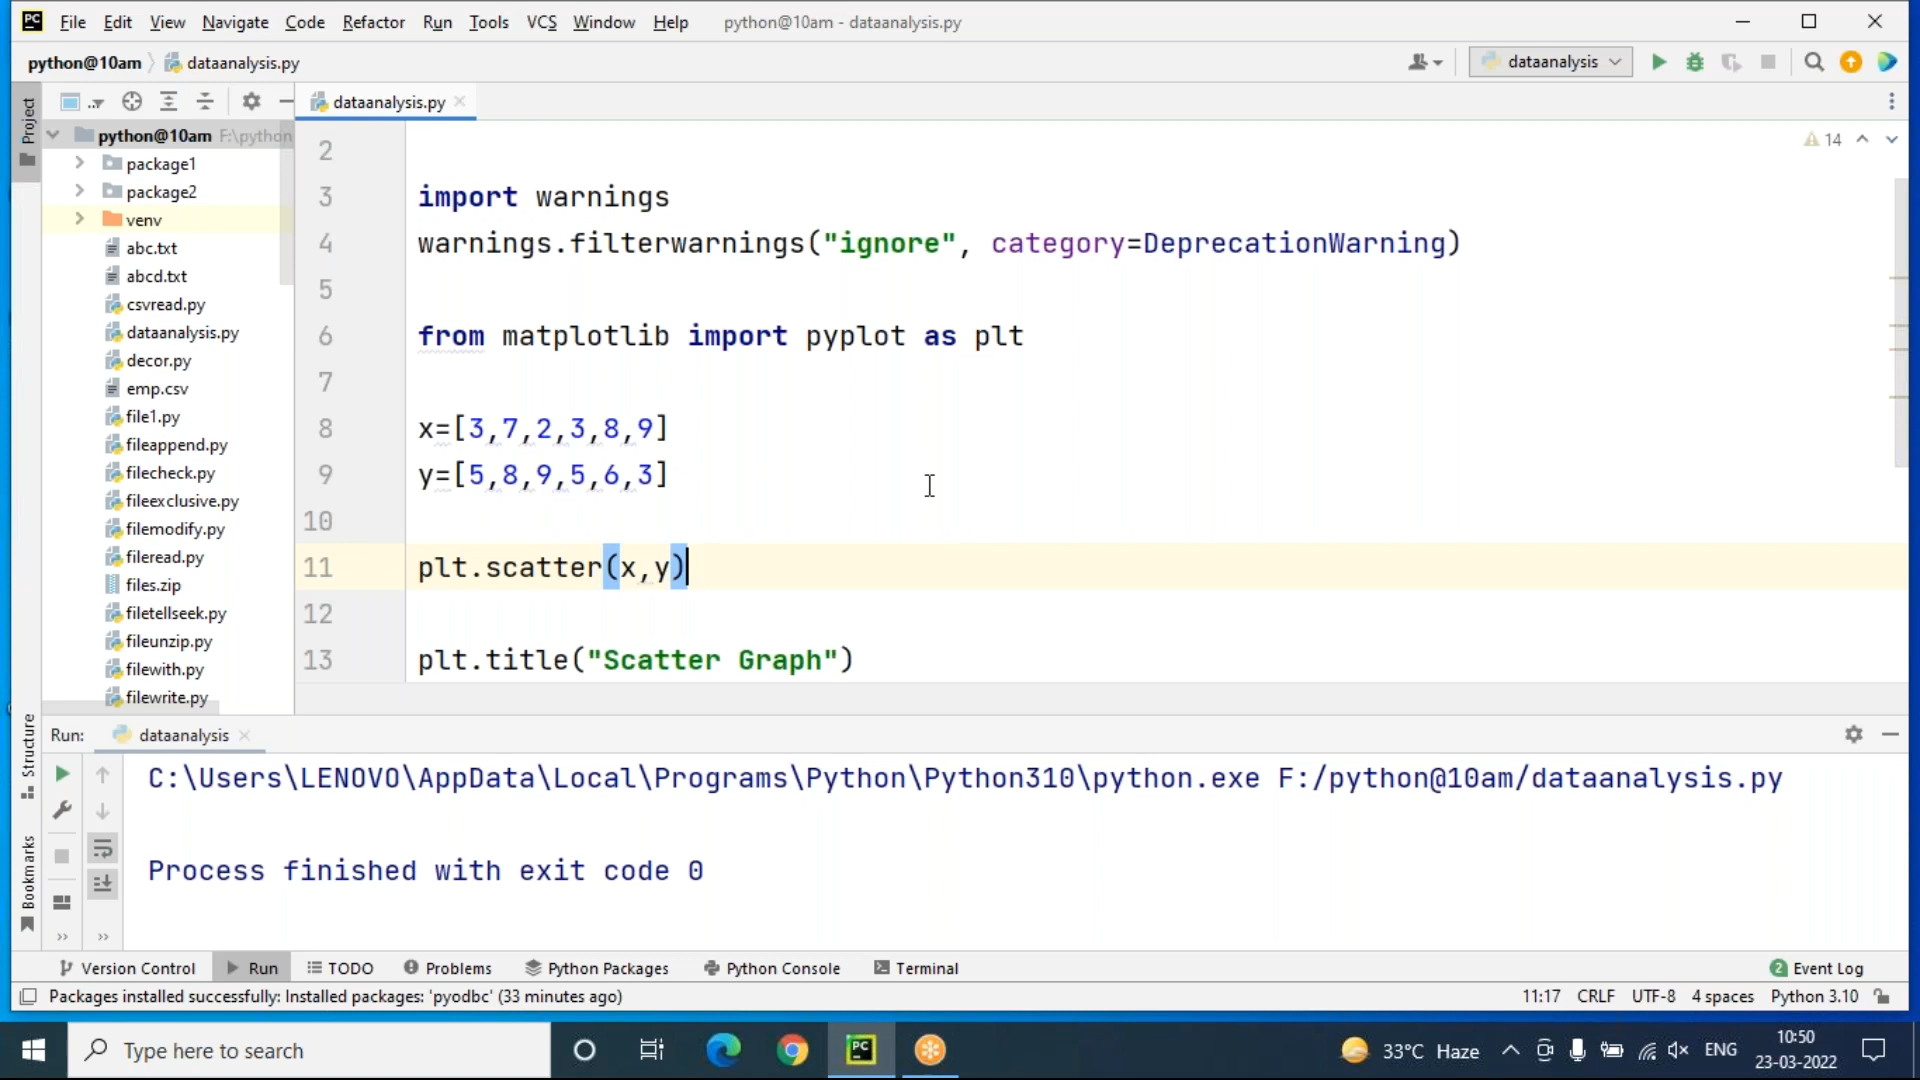 PC File Edit View Navigate Code Refactor Run Tools VCS Window Help python@10am - dataanalysis.py
python@10am dataanalysis.py
dataanalysis
Project
dataanalysis.py
python@10am F:\python
package1
package2
venv
abc.txt
abcd.txt
csvread.py
dataanalysis.py
decor.py
emp.csv
file1.py
fileappend.py
filecheck.py
fileexclusive.py
filemodify.py
fileread.py
files.zip
filetellseek.py
fileunzip.py
filewith.py
filewrite.py
14
2
3 import warnings
4 warnings.filterwarnings("ignore", category=DeprecationWarning)
5
6 from matplotlib import pyplot as plt
7
8 x=[3,7,2,3,8,9]
9 y=[5,8,9,5,6,3]
10
11 plt.scatter(x,y)
12
13 plt.title("Scatter Graph")
Structure
Bookmarks
Run: dataanalysis
C:\Users\LENOVO\AppData\Local\Programs\Python\Python310\python.exe F:/python@10am/dataanalysis.py
Process finished with exit code 0
Version Control Run TODO Problems Python Packages Python Console Terminal 2 Event Log
Packages installed successfully: Installed packages: 'pyodbc' (33 minutes ago) 11:17 CRLF UTF-8 4 spaces Python 3.10
Type here to search
PC
33°C Haze
ENG
10:50
23-03-2022